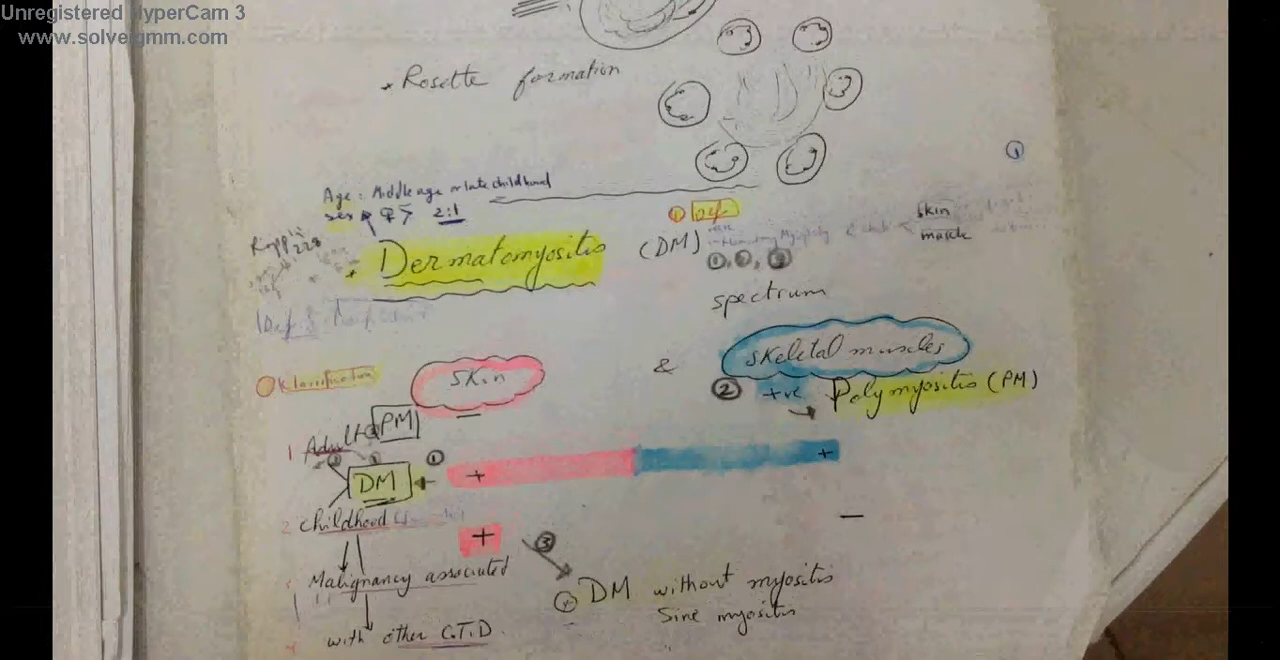 Unregistered HyperCam 3
www.solveigmm.com
* Rosette formation
①
Age : Middle age or late childhood
sex ♀ > 2:1
① Def
skin
muscle
* Dermatomyositis
(DM)
①, ②, ③
spectrum
Skin
&
Skeletal muscles
② +ve
Polymyositis (PM)
PM
1 Adult
①
DM
+
+
2 childhood
+
③
Malignancy associated
DM without myositis
Sine myositis
with other C.T.D.